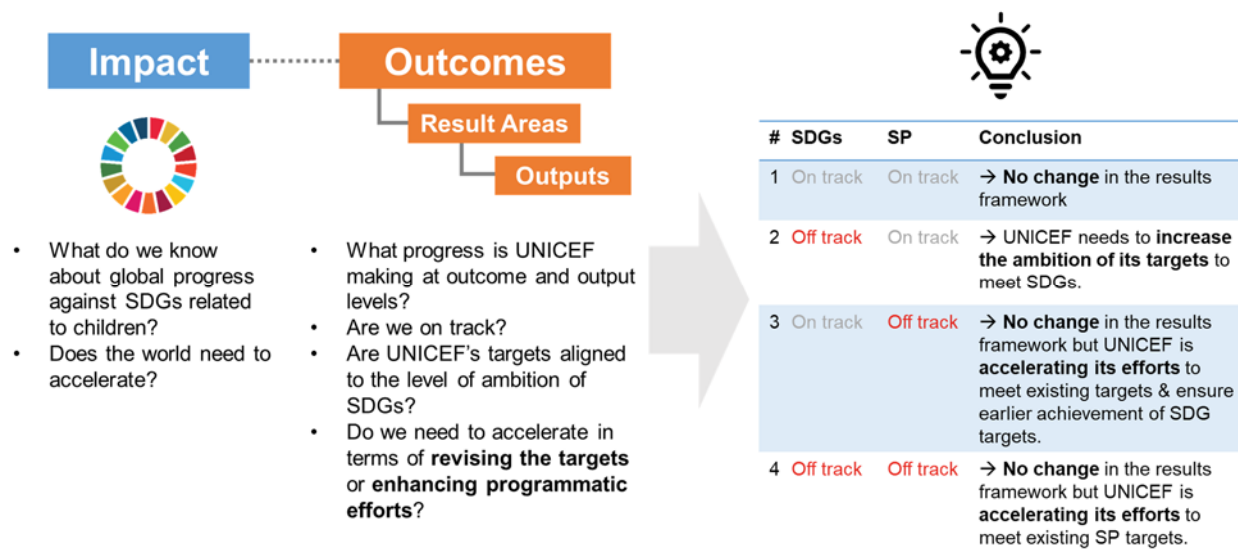 Impact
Outcomes
Result Areas
Outputs
• What do we know
about global progress
against SDGs related
to children?
• Does the world need to
accelerate?
• What progress is UNICEF
making at outcome and output
levels?
• Are we on track?
• Are UNICEF's targets aligned
to the level of ambition of
SDGs?
• Do we need to accelerate in
terms of revising the targets
or enhancing programmatic
efforts?
# SDGs SP Conclusion
1 On track On track → No change in the results
framework
2 Off track On track → UNICEF needs to increase
the ambition of its targets to
meet SDGs.
3 On track Off track → No change in the results
framework but UNICEF is
accelerating its efforts to
meet existing targets & ensure
earlier achievement of SDG
targets.
4 Off track Off track → No change in the results
framework but UNICEF is
accelerating its efforts to
meet existing SP targets.